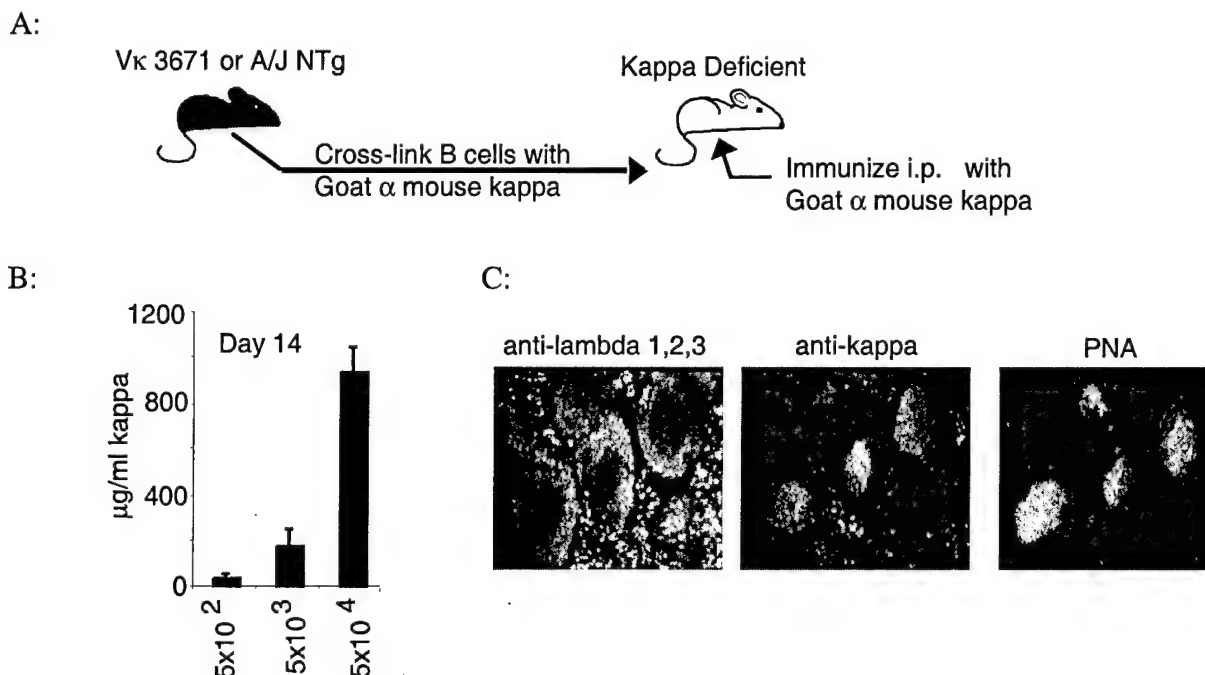 A:
Vκ 3671 or A/J NTg
Kappa Deficient
Cross-link B cells with
Goat α mouse kappa
Immunize i.p. with
Goat α mouse kappa
B:
Day 14
µg/ml kappa
1200
800
400
0
5x10 2
5x10 3
5x10 4
C:
anti-lambda 1,2,3
anti-kappa
PNA